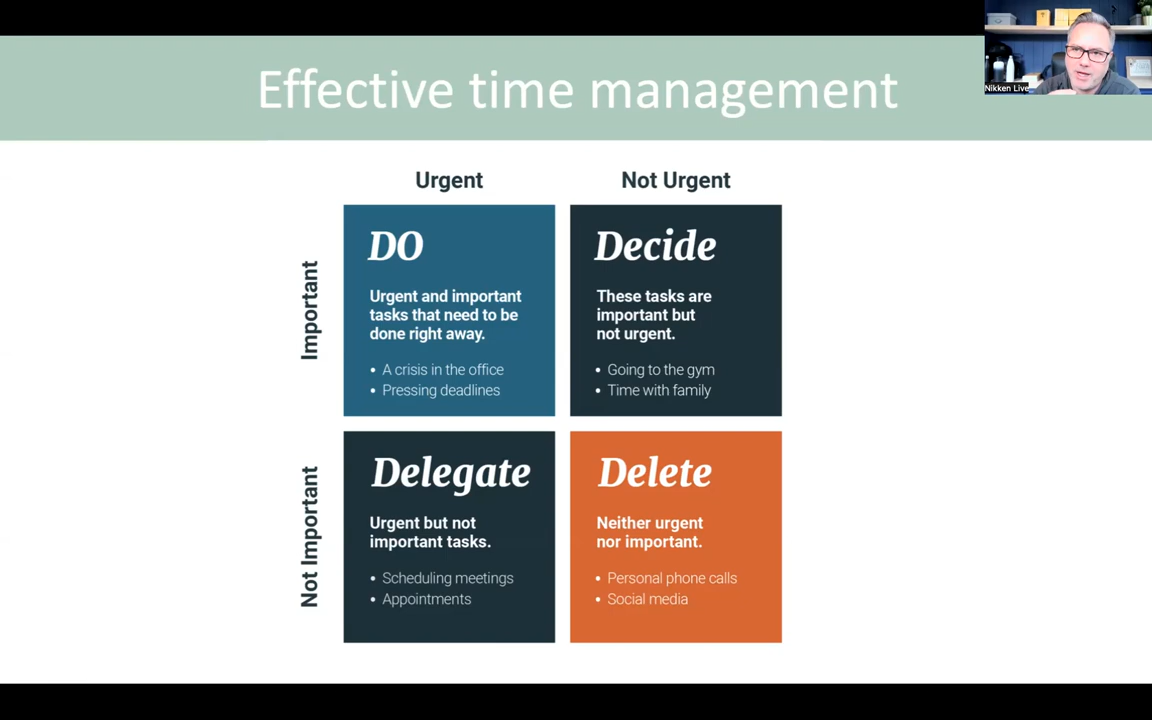 Effective time management
Nikken Live
Urgent
Not Urgent
Important
DO
Urgent and important
tasks that need to be
done right away.
• A crisis in the office
• Pressing deadlines
Decide
These tasks are
important but
not urgent.
• Going to the gym
• Time with family
Not Important
Delegate
Urgent but not
important tasks.
• Scheduling meetings
• Appointments
Delete
Neither urgent
nor important.
• Personal phone calls
• Social media